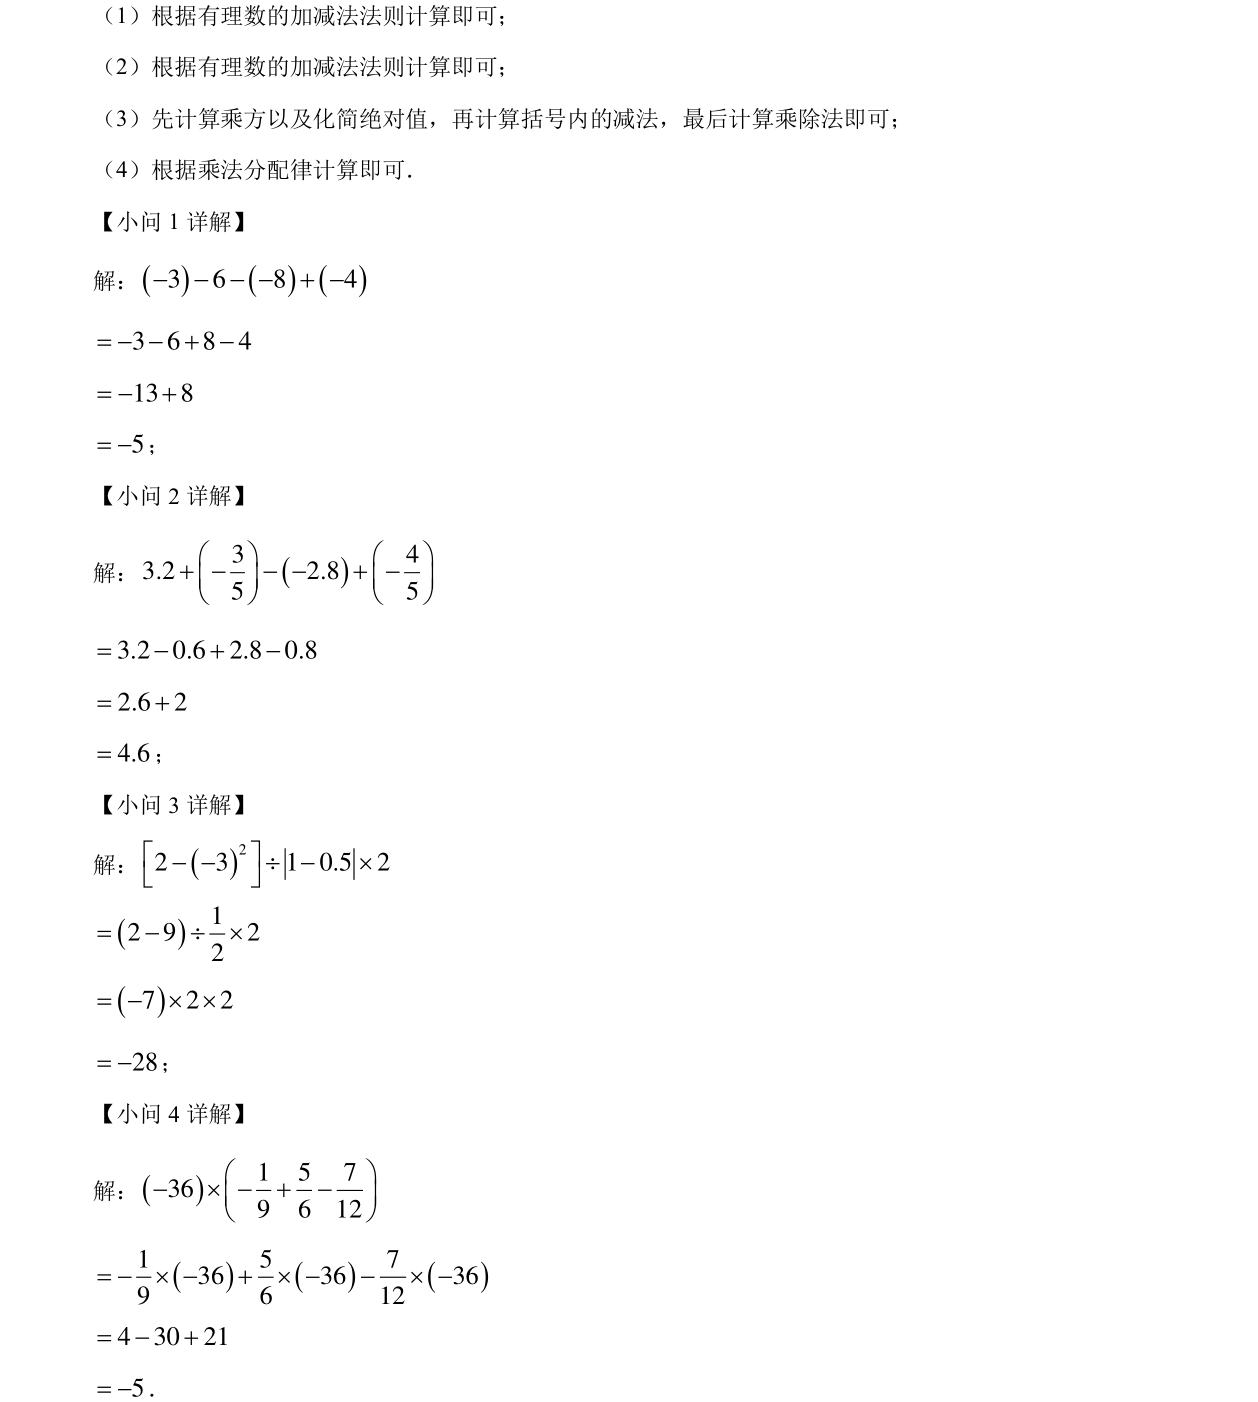 （1）根据有理数的加减法法则计算即可；
（2）根据有理数的加减法法则计算即可；
（3）先计算乘方以及化简绝对值，再计算括号内的减法，最后计算乘除法即可；
（4）根据乘法分配律计算即可．
【小问 1 详解】
解：(−3)−6−(−8)+(−4)
=−3−6+8−4
=−13+8
=−5；
【小问 2 详解】
解：3.2+(−3/5)−(−2.8)+(−4/5)
=3.2−0.6+2.8−0.8
=2.6+2
=4.6；
【小问 3 详解】
解：[2−(−3)²]÷|1−0.5|×2
=(2−9)÷1/2×2
=(−7)×2×2
=−28；
【小问 4 详解】
解：(−36)×(−1/9+5/6−7/12)
=−1/9×(−36)+5/6×(−36)−7/12×(−36)
=4−30+21
=−5．